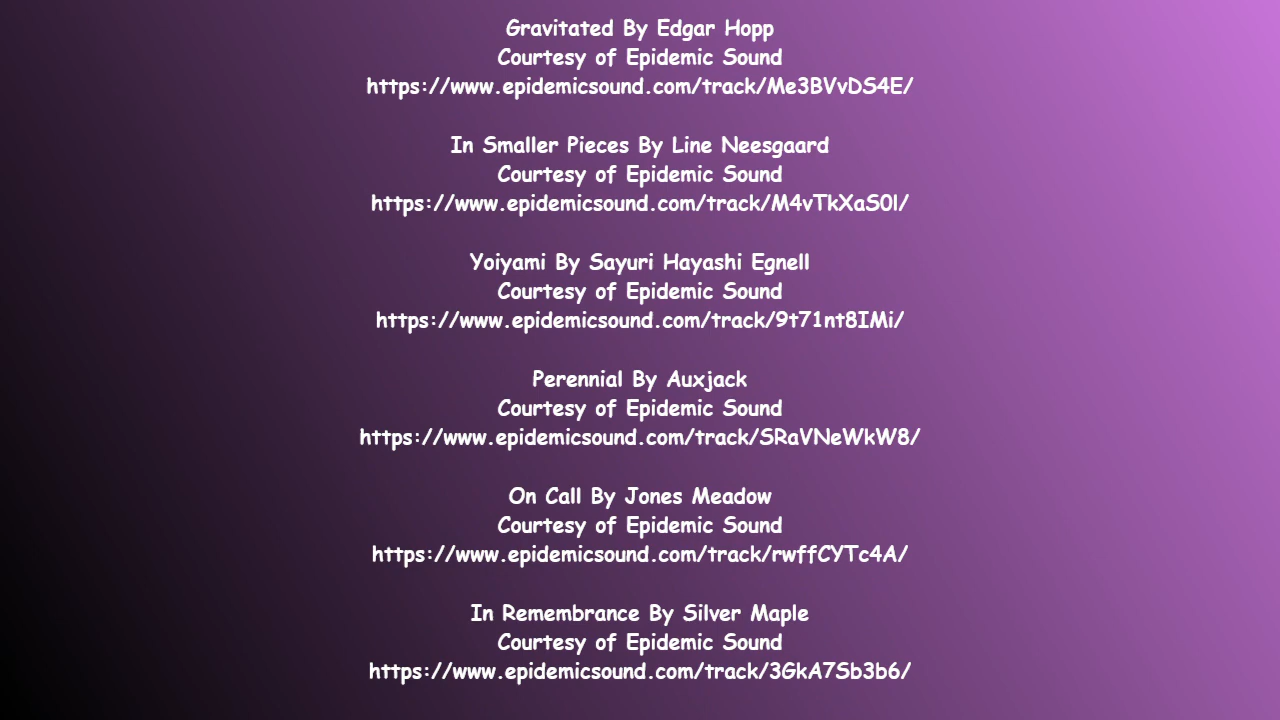 Gravitated By Edgar Hopp
Courtesy of Epidemic Sound
https://www.epidemicsound.com/track/Me3BVvDS4E/
In Smaller Pieces By Line Neesgaard
Courtesy of Epidemic Sound
https://www.epidemicsound.com/track/M4vTkXaS0l/
Yoiyami By Sayuri Hayashi Egnell
Courtesy of Epidemic Sound
https://www.epidemicsound.com/track/9t71nt8IMi/
Perennial By Auxjack
Courtesy of Epidemic Sound
https://www.epidemicsound.com/track/SRaVNeWkW8/
On Call By Jones Meadow
Courtesy of Epidemic Sound
https://www.epidemicsound.com/track/rwffCYTc4A/
In Remembrance By Silver Maple
Courtesy of Epidemic Sound
https://www.epidemicsound.com/track/3GkA7Sb3b6/